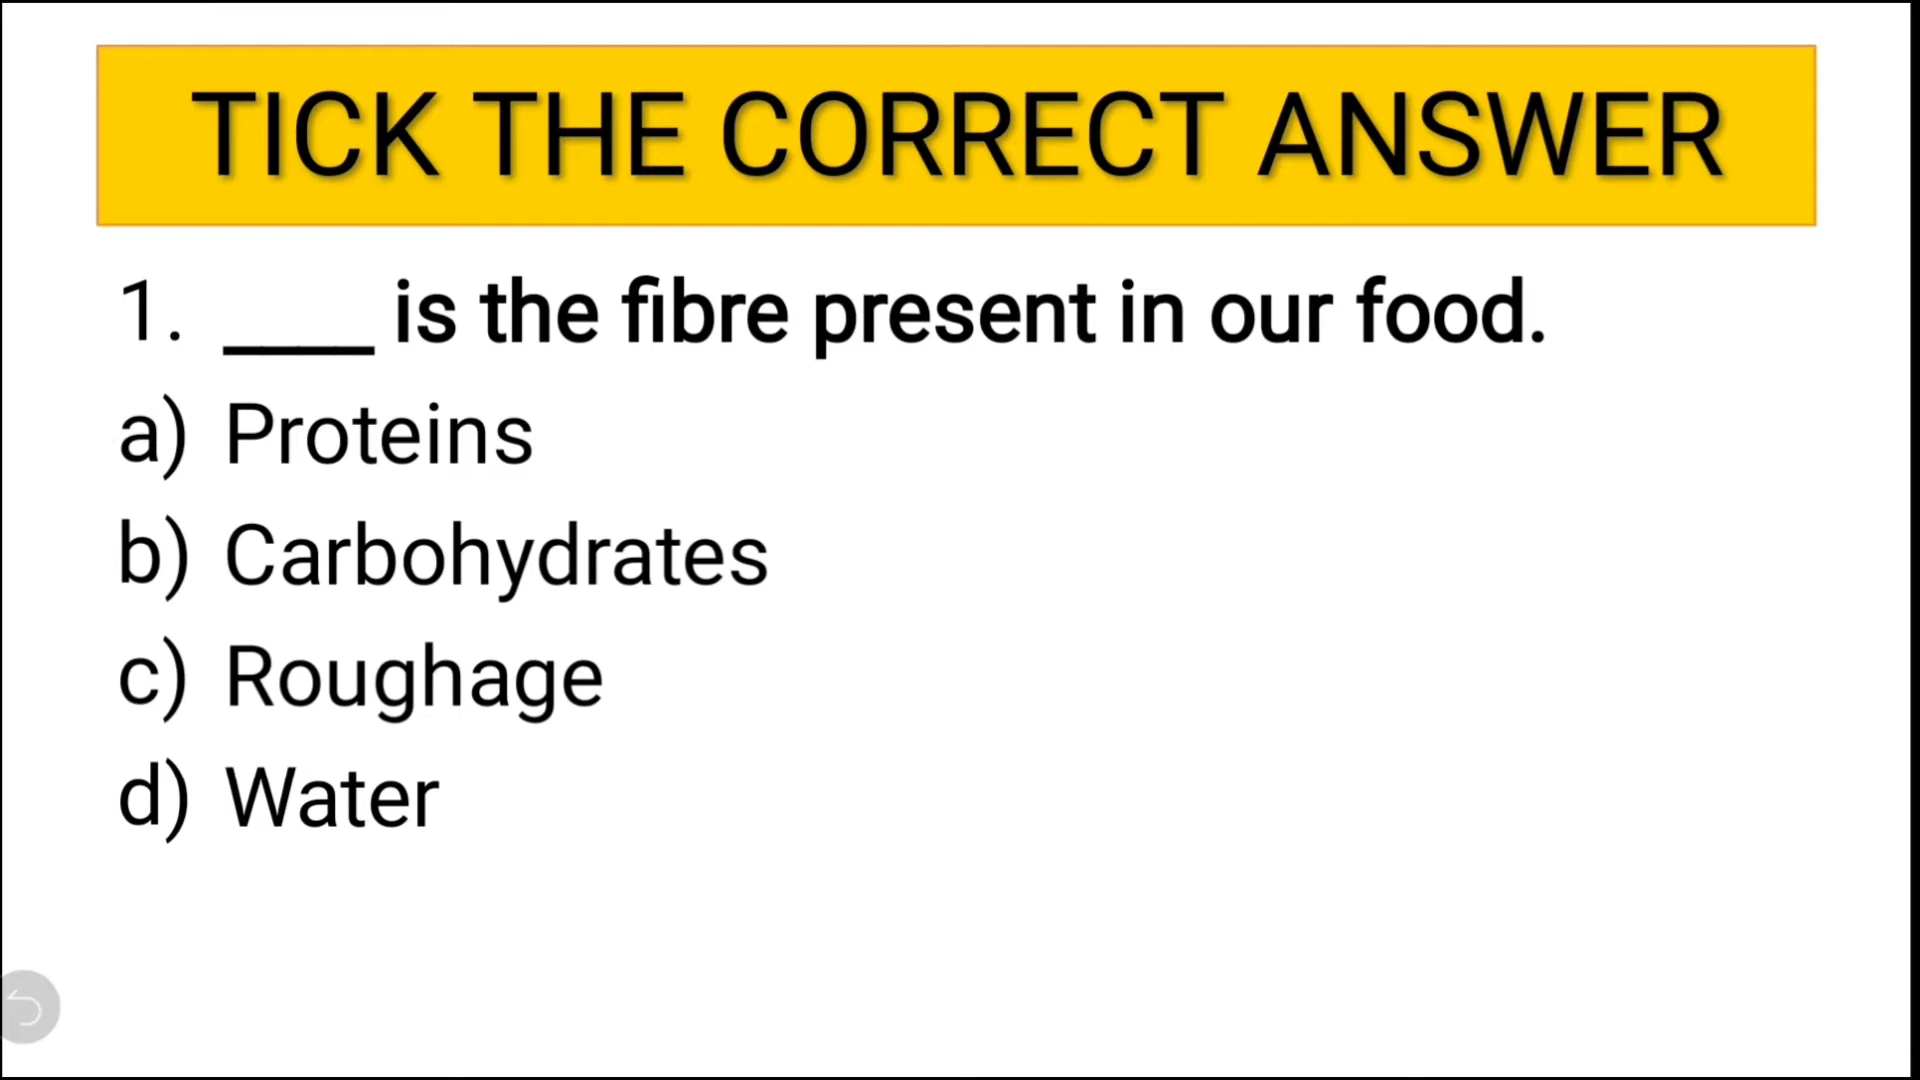 TICK THE CORRECT ANSWER
1. ____ is the fibre present in our food.
a) Proteins
b) Carbohydrates
c) Roughage
d) Water